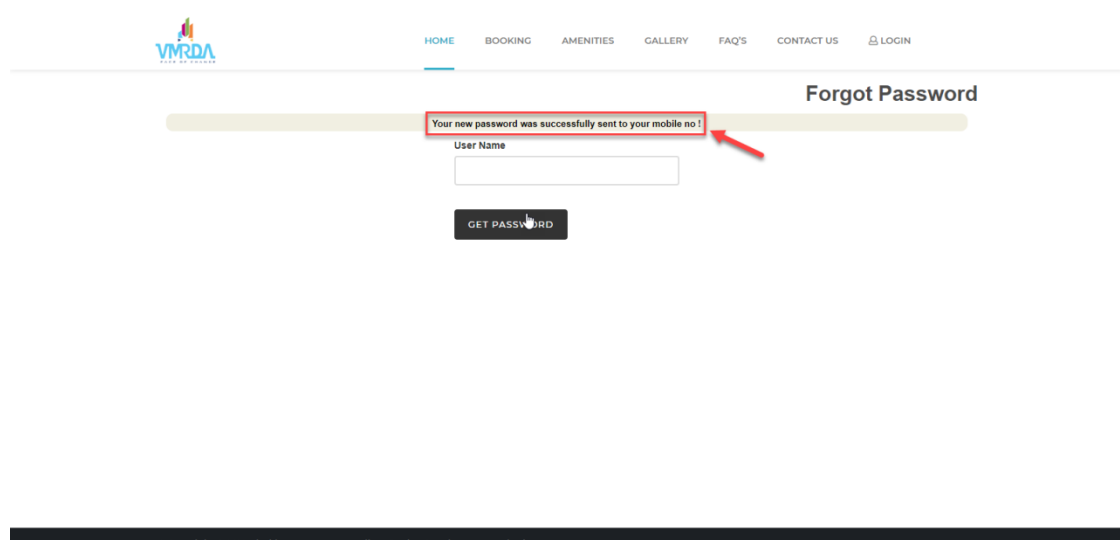 VMRDA
HOME BOOKING AMENITIES GALLERY FAQ'S CONTACT US LOGIN
Forgot Password
Your new password was successfully sent to your mobile no !
User Name
GET PASSWORD